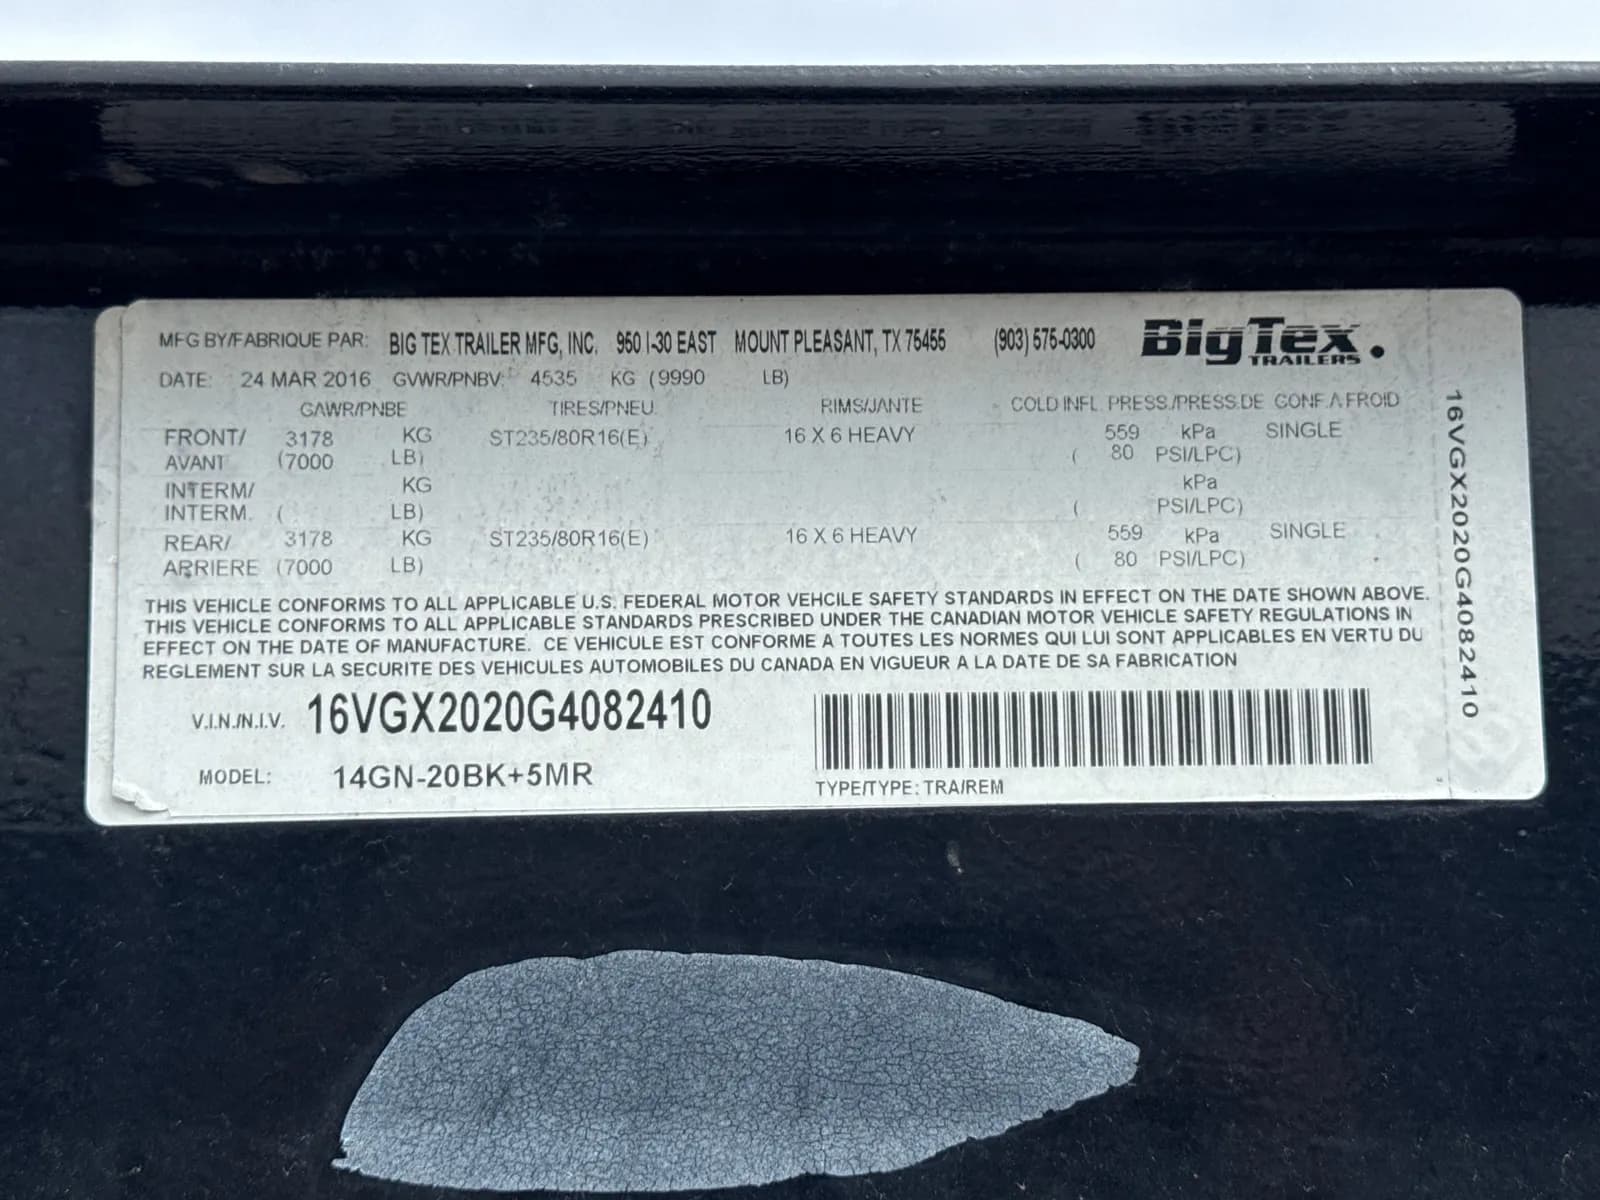 MFG BY/FABRIQUE PAR: BIG TEX TRAILER MFG, INC. 950 I-30 EAST MOUNT PLEASANT, TX 75455 (903) 575-0300 BigTex TRAILERS
DATE: 24 MAR 2016 GVWR/PNBV: 4535 KG (9990 LB)
GAWR/PNBE TIRES/PNEU RIMS/JANTE COLD INFL. PRESS./PRESS.DE GONF.A FROID
FRONT/ 3178 KG ST235/80R16(E) 16 X 6 HEAVY 559 kPa SINGLE
AVANT (7000 LB) ( 80 PSI/LPC)
INTERM/ KG kPa
INTERM. ( LB) ( PSI/LPC)
REAR/ 3178 KG ST235/80R16(E) 16 X 6 HEAVY 559 kPa SINGLE
ARRIERE (7000 LB) ( 80 PSI/LPC)
THIS VEHICLE CONFORMS TO ALL APPLICABLE U.S. FEDERAL MOTOR VEHCILE SAFETY STANDARDS IN EFFECT ON THE DATE SHOWN ABOVE.
THIS VEHICLE CONFORMS TO ALL APPLICABLE STANDARDS PRESCRIBED UNDER THE CANADIAN MOTOR VEHICLE SAFETY REGULATIONS IN
EFFECT ON THE DATE OF MANUFACTURE. CE VEHICULE EST CONFORME A TOUTES LES NORMES QUI LUI SONT APPLICABLES EN VERTU DU
REGLEMENT SUR LA SECURITE DES VEHICULES AUTOMOBILES DU CANADA EN VIGUEUR A LA DATE DE SA FABRICATION
V.I.N./N.I.V. 16VGX2020G4082410
MODEL: 14GN-20BK+5MR
TYPE/TYPE: TRA/REM
16VGX2020G4082410